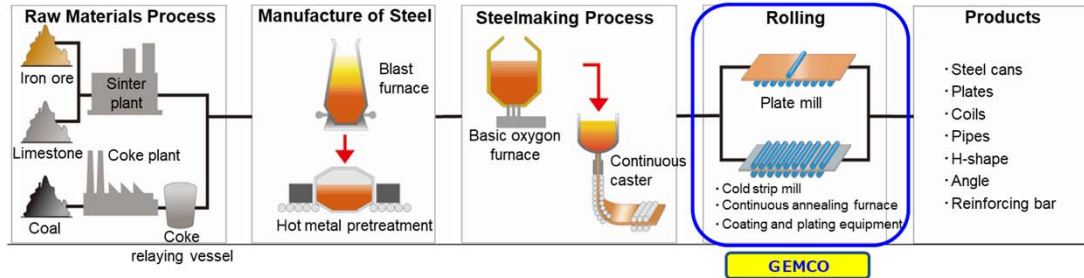 Raw Materials Process
Iron ore
Sinter
plant
Limestone
Coke plant
Coal
Coke
relaying vessel
Manufacture of Steel
Blast
furnace
Hot metal pretreatment
Steelmaking Process
Basic oxygen
furnace
Continuous
caster
Rolling
Plate mill
・Cold strip mill
・Continuous annealing furnace
・Coating and plating equipment
GEMCO
Products
・Steel cans
・Plates
・Coils
・Pipes
・H-shape
・Angle
・Reinforcing bar